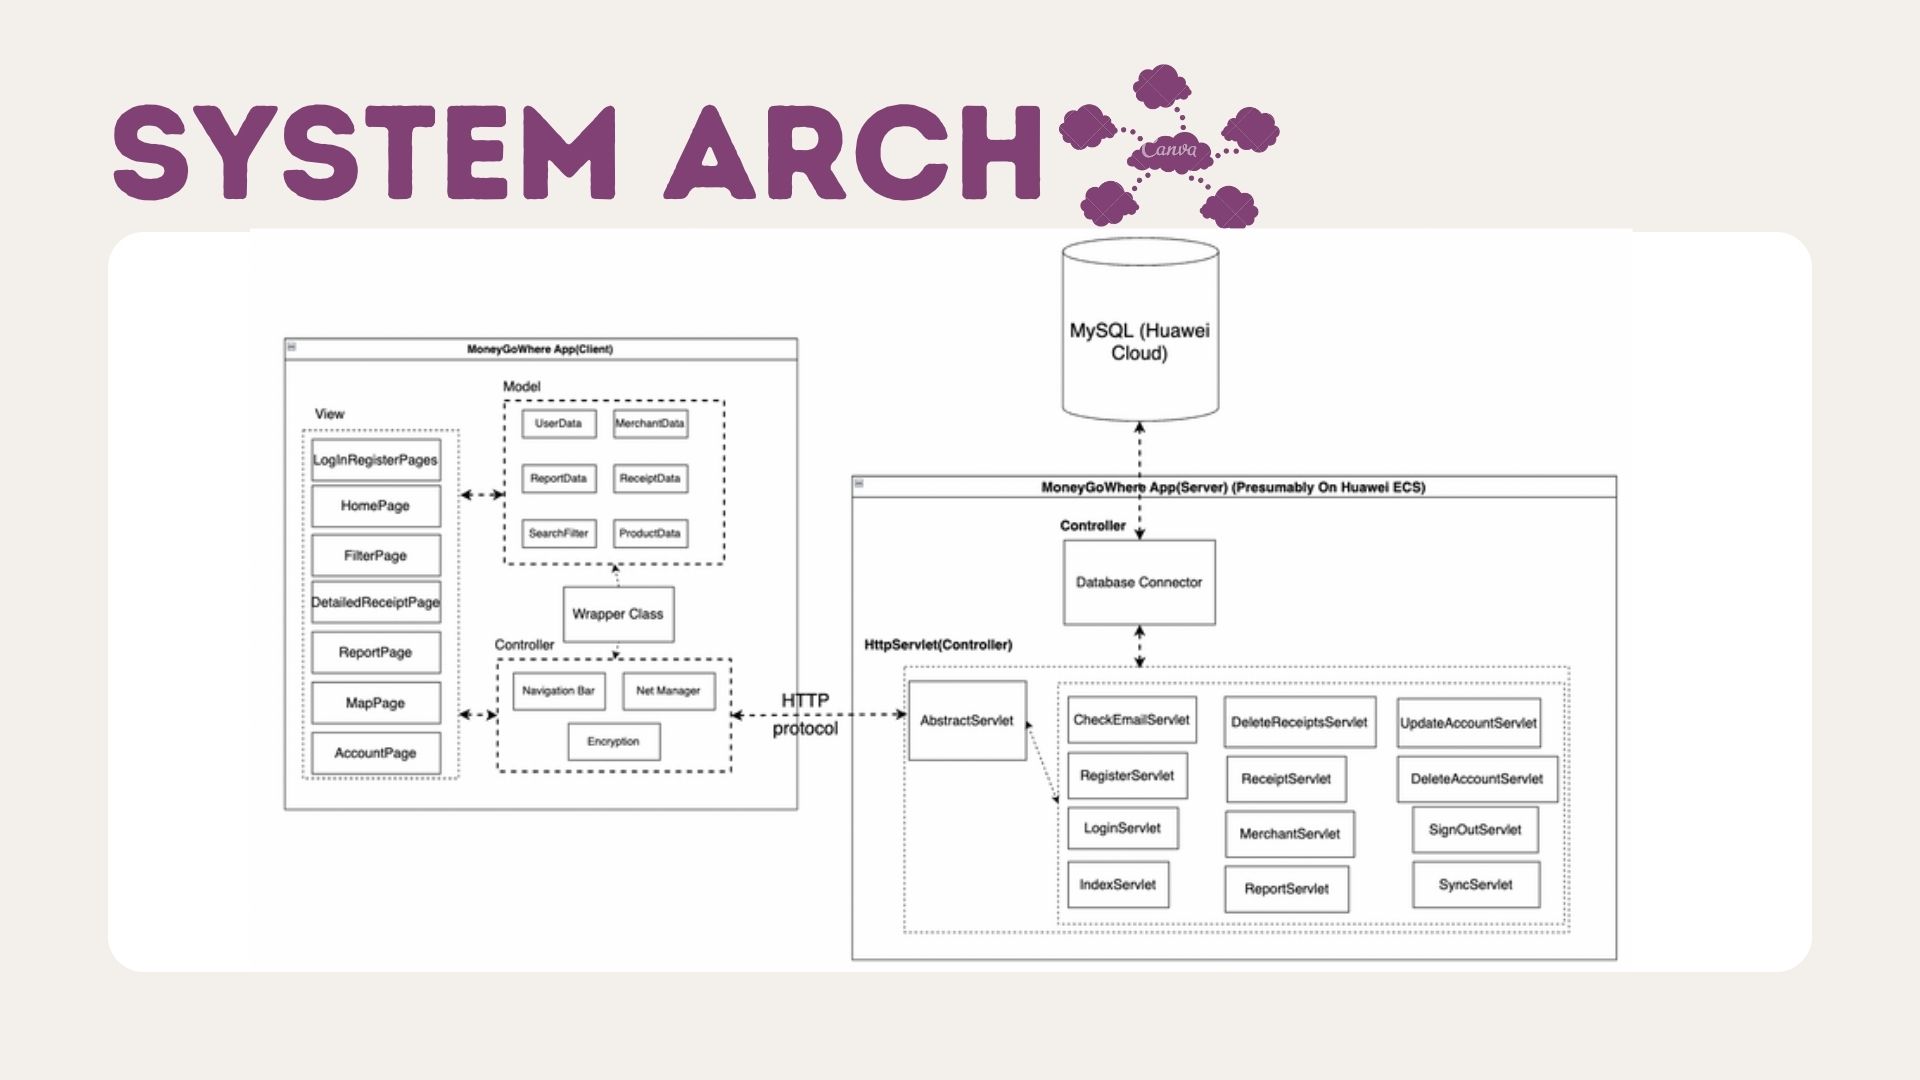 SYSTEM ARCH
Canva
MySQL (Huawei
Cloud)
MoneyGoWhere App(Client)
Model
UserData
MerchantData
ReportData
ReceiptData
SearchFilter
ProductData
View
LogInRegisterPages
HomePage
FilterPage
DetailedReceiptPage
ReportPage
MapPage
AccountPage
Wrapper Class
Controller
Navigation Bar
Net Manager
Encryption
HTTP
protocol
MoneyGoWhere App(Server) (Presumably On Huawei ECS)
Controller
Database Connector
HttpServlet(Controller)
AbstractServlet
CheckEmailServlet
DeleteReceiptsServlet
UpdateAccountServlet
RegisterServlet
ReceiptServlet
DeleteAccountServlet
LoginServlet
MerchantServlet
SignOutServlet
IndexServlet
ReportServlet
SyncServlet